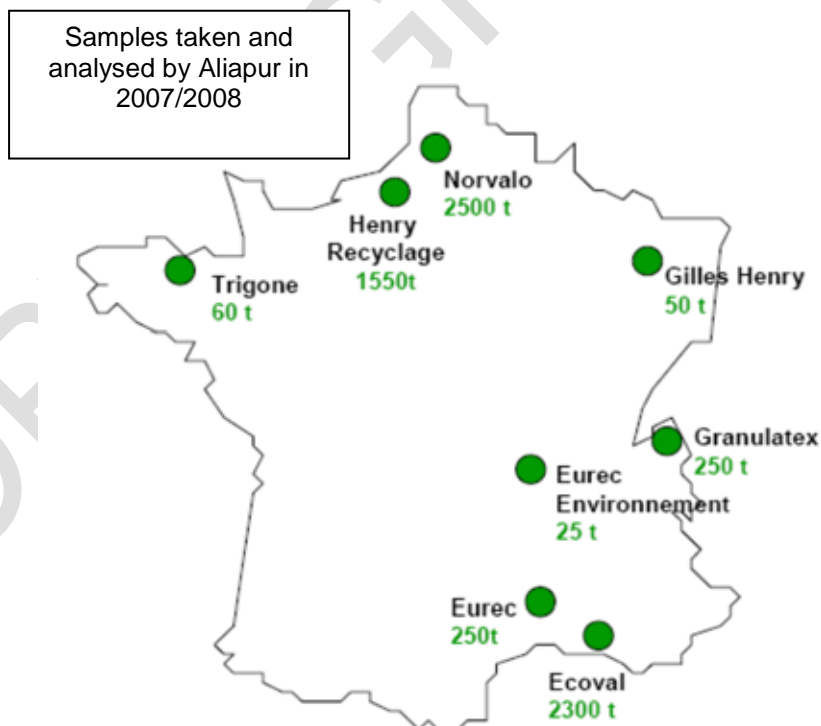 Samples taken and
analysed by Aliapur in
2007/2008
Norvalo
2500 t
Henry
Recyclage
1550t
Trigone
60 t
Gilles Henry
50 t
Granulatex
250 t
Eurec
Environnement
25 t
Eurec
250t
Ecoval
2300 t